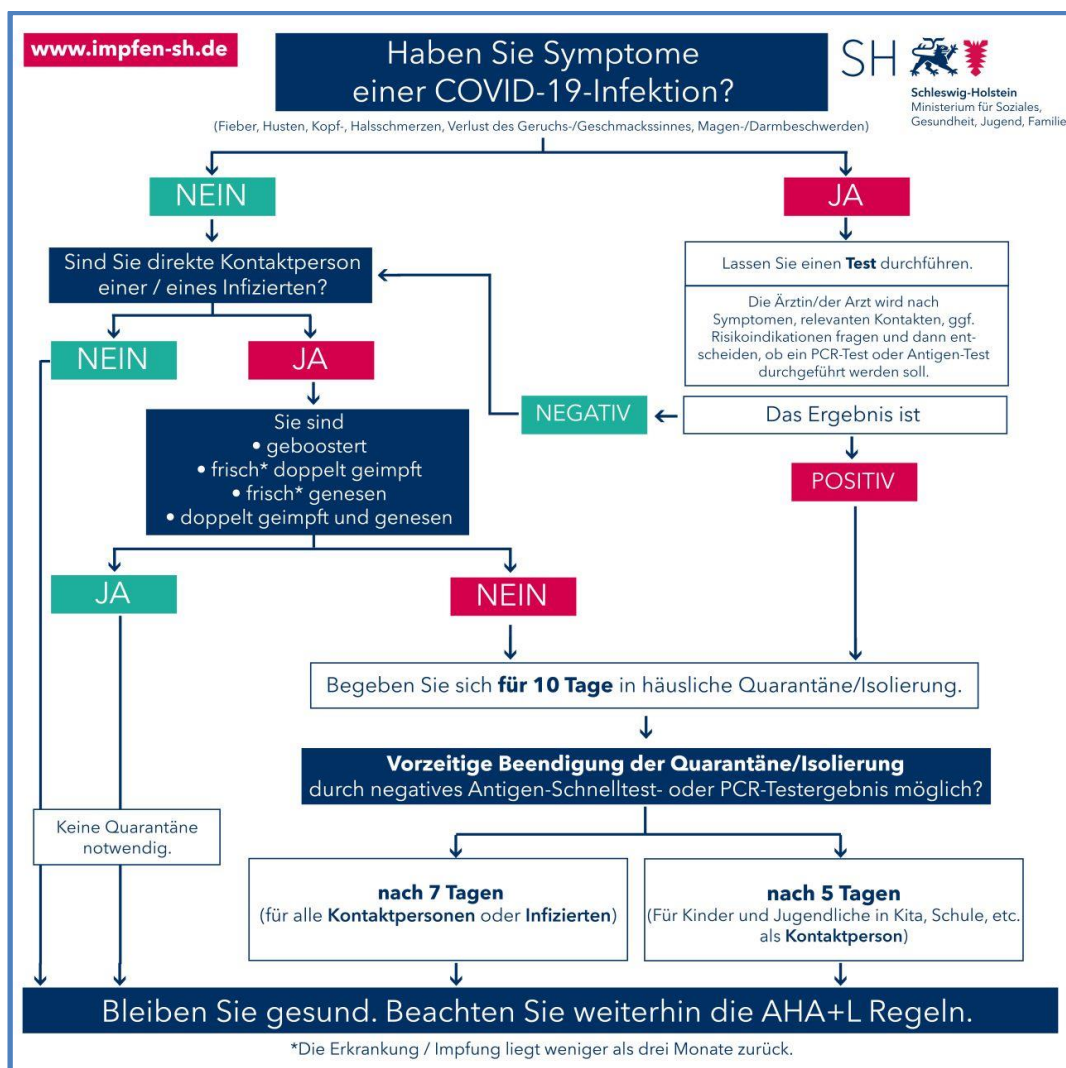 www.impfen-sh.de
Haben Sie Symptome
einer COVID-19-Infektion?
SH
Schleswig-Holstein
Ministerium für Soziales,
Gesundheit, Jugend, Familie
(Fieber, Husten, Kopf-, Halsschmerzen, Verlust des Geruchs-/Geschmackssinnes, Magen-/Darmbeschwerden)
NEIN
JA
Sind Sie direkte Kontaktperson
einer / eines Infizierten?
Lassen Sie einen Test durchführen.
Die Ärztin/der Arzt wird nach
Symptomen, relevanten Kontakten, ggf.
Risikoindikationen fragen und dann ent-
scheiden, ob ein PCR-Test oder Antigen-Test
durchgeführt werden soll.
NEIN
JA
NEGATIV
Das Ergebnis ist
POSITIV
Sie sind
• geboostert
• frisch* doppelt geimpft
• frisch* genesen
• doppelt geimpft und genesen
JA
NEIN
Begeben Sie sich für 10 Tage in häusliche Quarantäne/Isolierung.
Vorzeitige Beendigung der Quarantäne/Isolierung
durch negatives Antigen-Schnelltest- oder PCR-Testergebnis möglich?
Keine Quarantäne
notwendig.
nach 7 Tagen
(für alle Kontaktpersonen oder Infizierten)
nach 5 Tagen
(Für Kinder und Jugendliche in Kita, Schule, etc.
als Kontaktperson)
Bleiben Sie gesund. Beachten Sie weiterhin die AHA+L Regeln.
*Die Erkrankung / Impfung liegt weniger als drei Monate zurück.